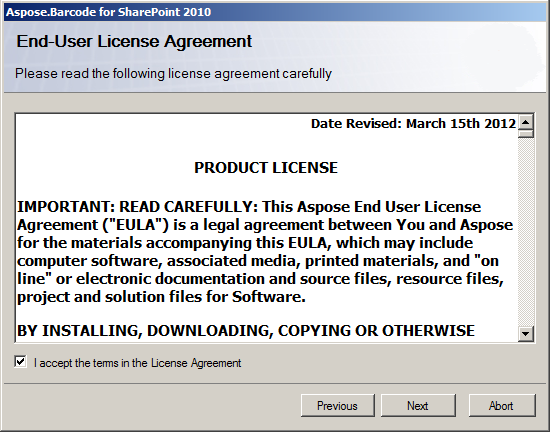 Aspose.Barcode for SharePoint 2010
End-User License Agreement
Please read the following license agreement carefully
Date Revised: March 15th 2012
PRODUCT LICENSE
IMPORTANT: READ CAREFULLY: This Aspose End User License
Agreement ("EULA") is a legal agreement between You and Aspose
for the materials accompanying this EULA, which may include
computer software, associated media, printed materials, and "on
line" or electronic documentation and source files, resource files,
project and solution files for Software.
BY INSTALLING, DOWNLOADING, COPYING OR OTHERWISE
I accept the terms in the License Agreement
Previous
Next
Abort